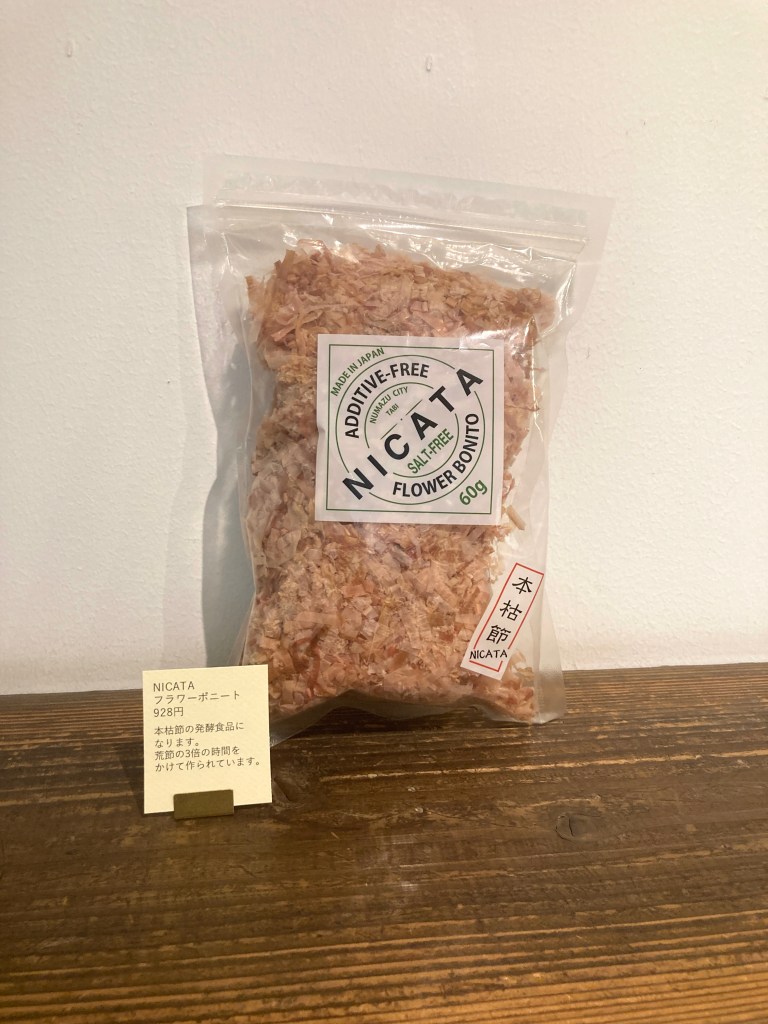 MADE IN JAPAN
ADDITIVE-FREE
NUMAZU CITY
TABI
NICATA
SALT-FREE
FLOWER BONITO
60g
本枯節
NICATA
NICATA
フラワーボニート
928円
本枯節の発酵食品に
なります。
荒節の3倍の時間を
かけて作られています。